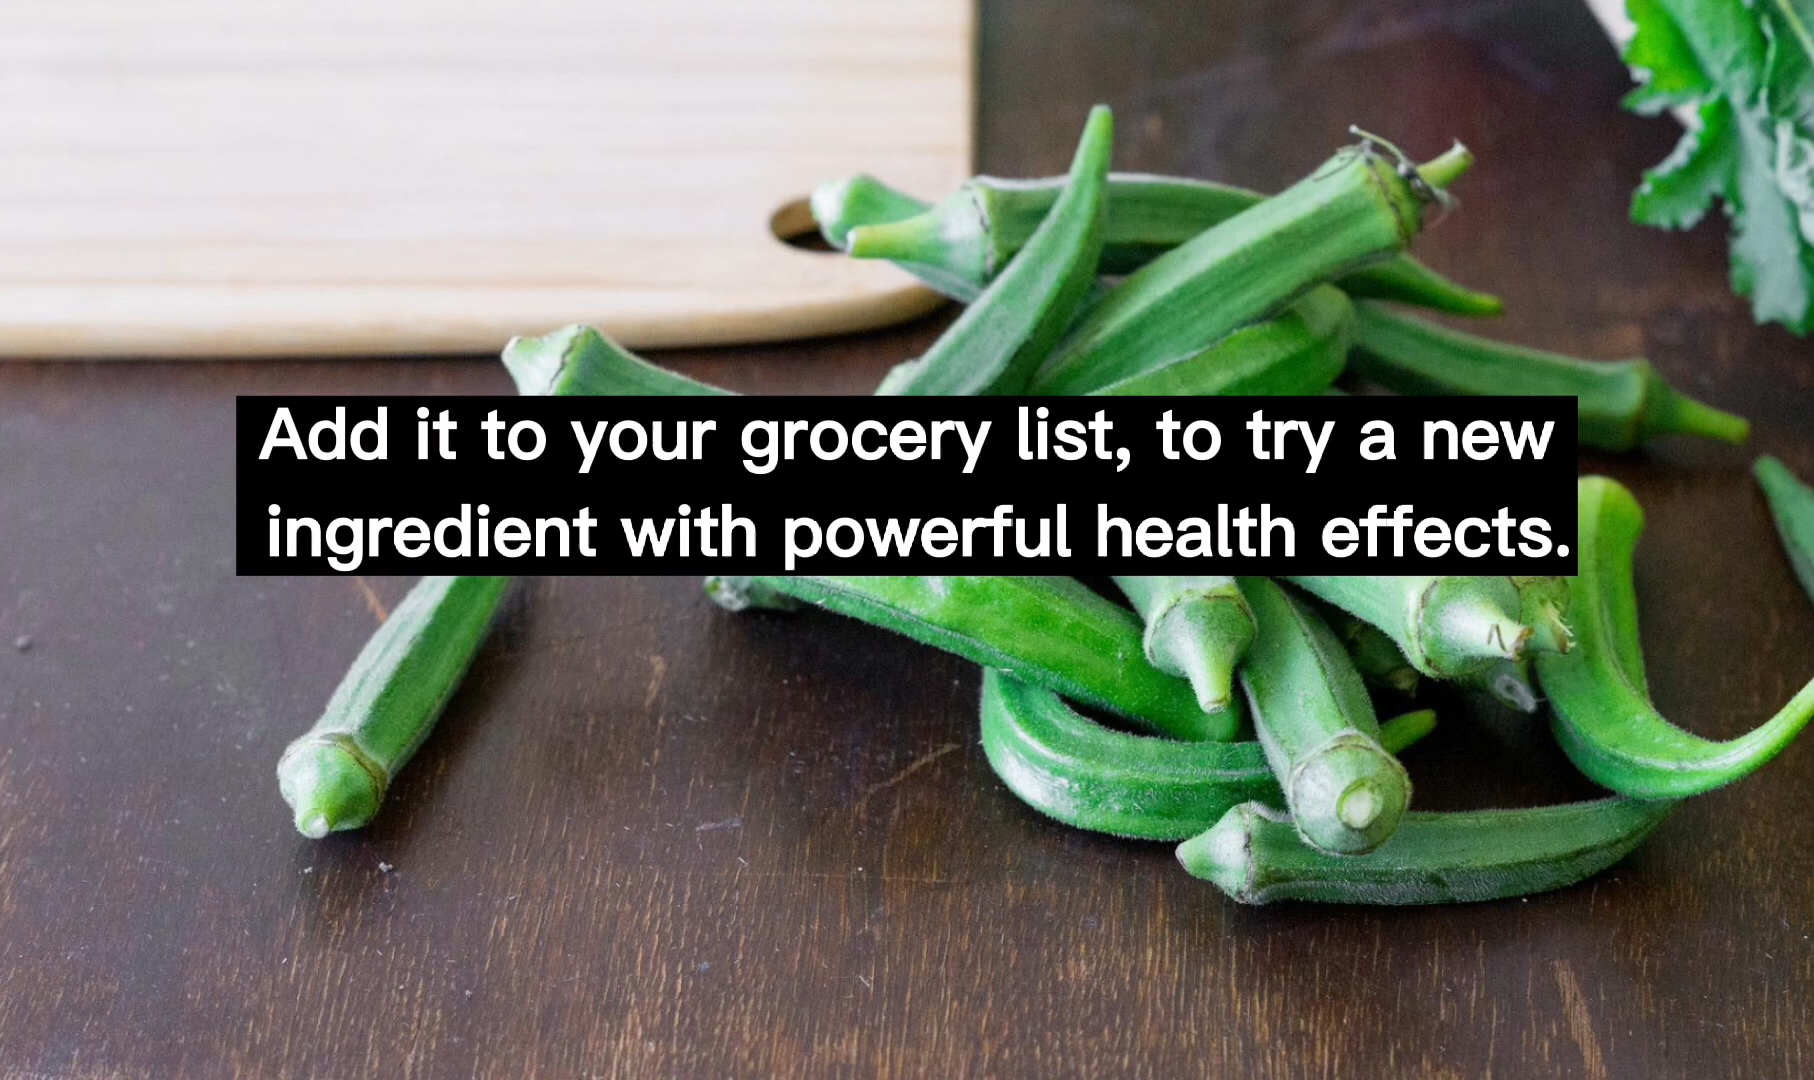 Add it to your grocery list, to try a new
ingredient with powerful health effects.